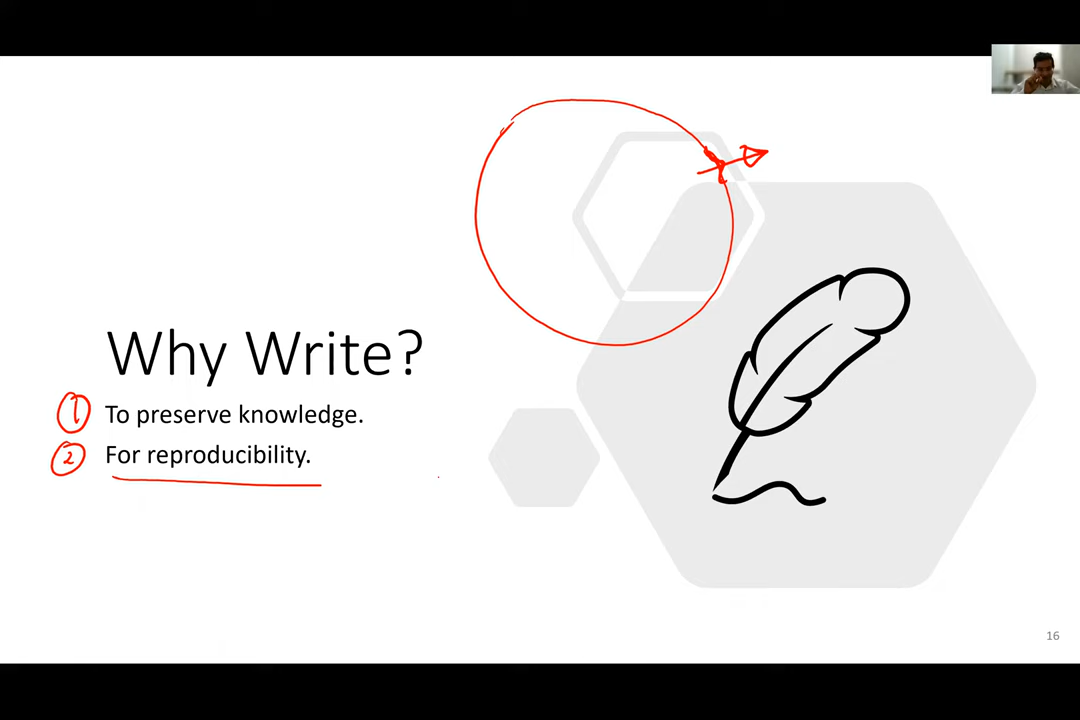 Why Write?
① To preserve knowledge.
② For reproducibility.
16